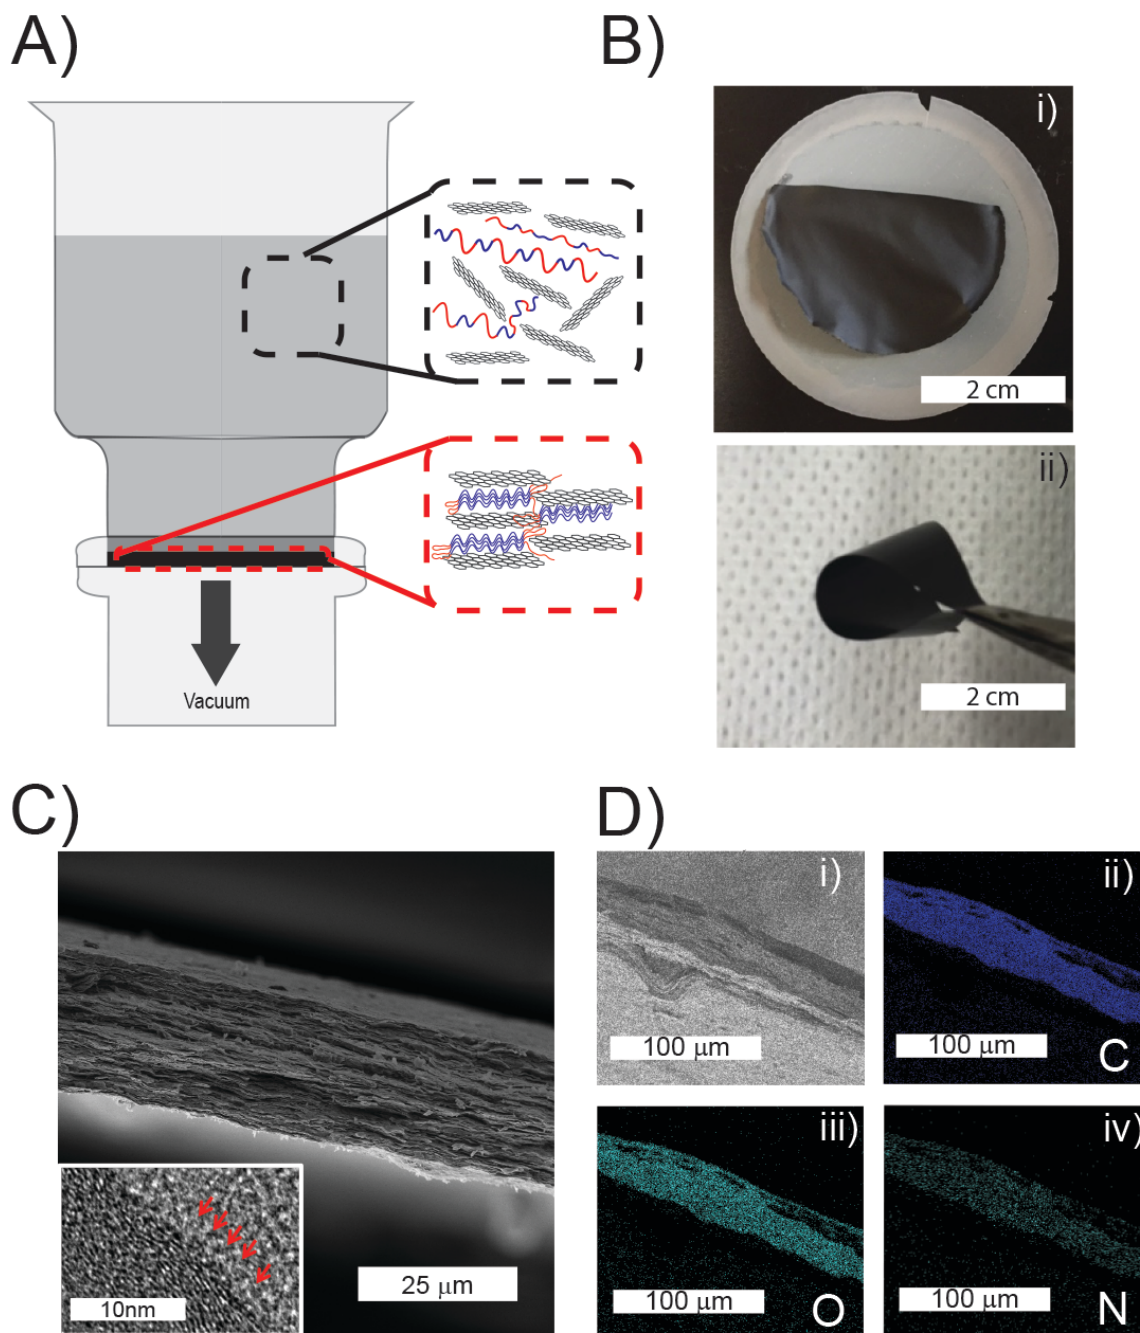 A)
B)
i)
2 cm
ii)
2 cm
Vacuum
C)
D)
25 μm
10nm
i)
100 μm
ii)
100 μm
C
iii)
100 μm
O
iv)
100 μm
N